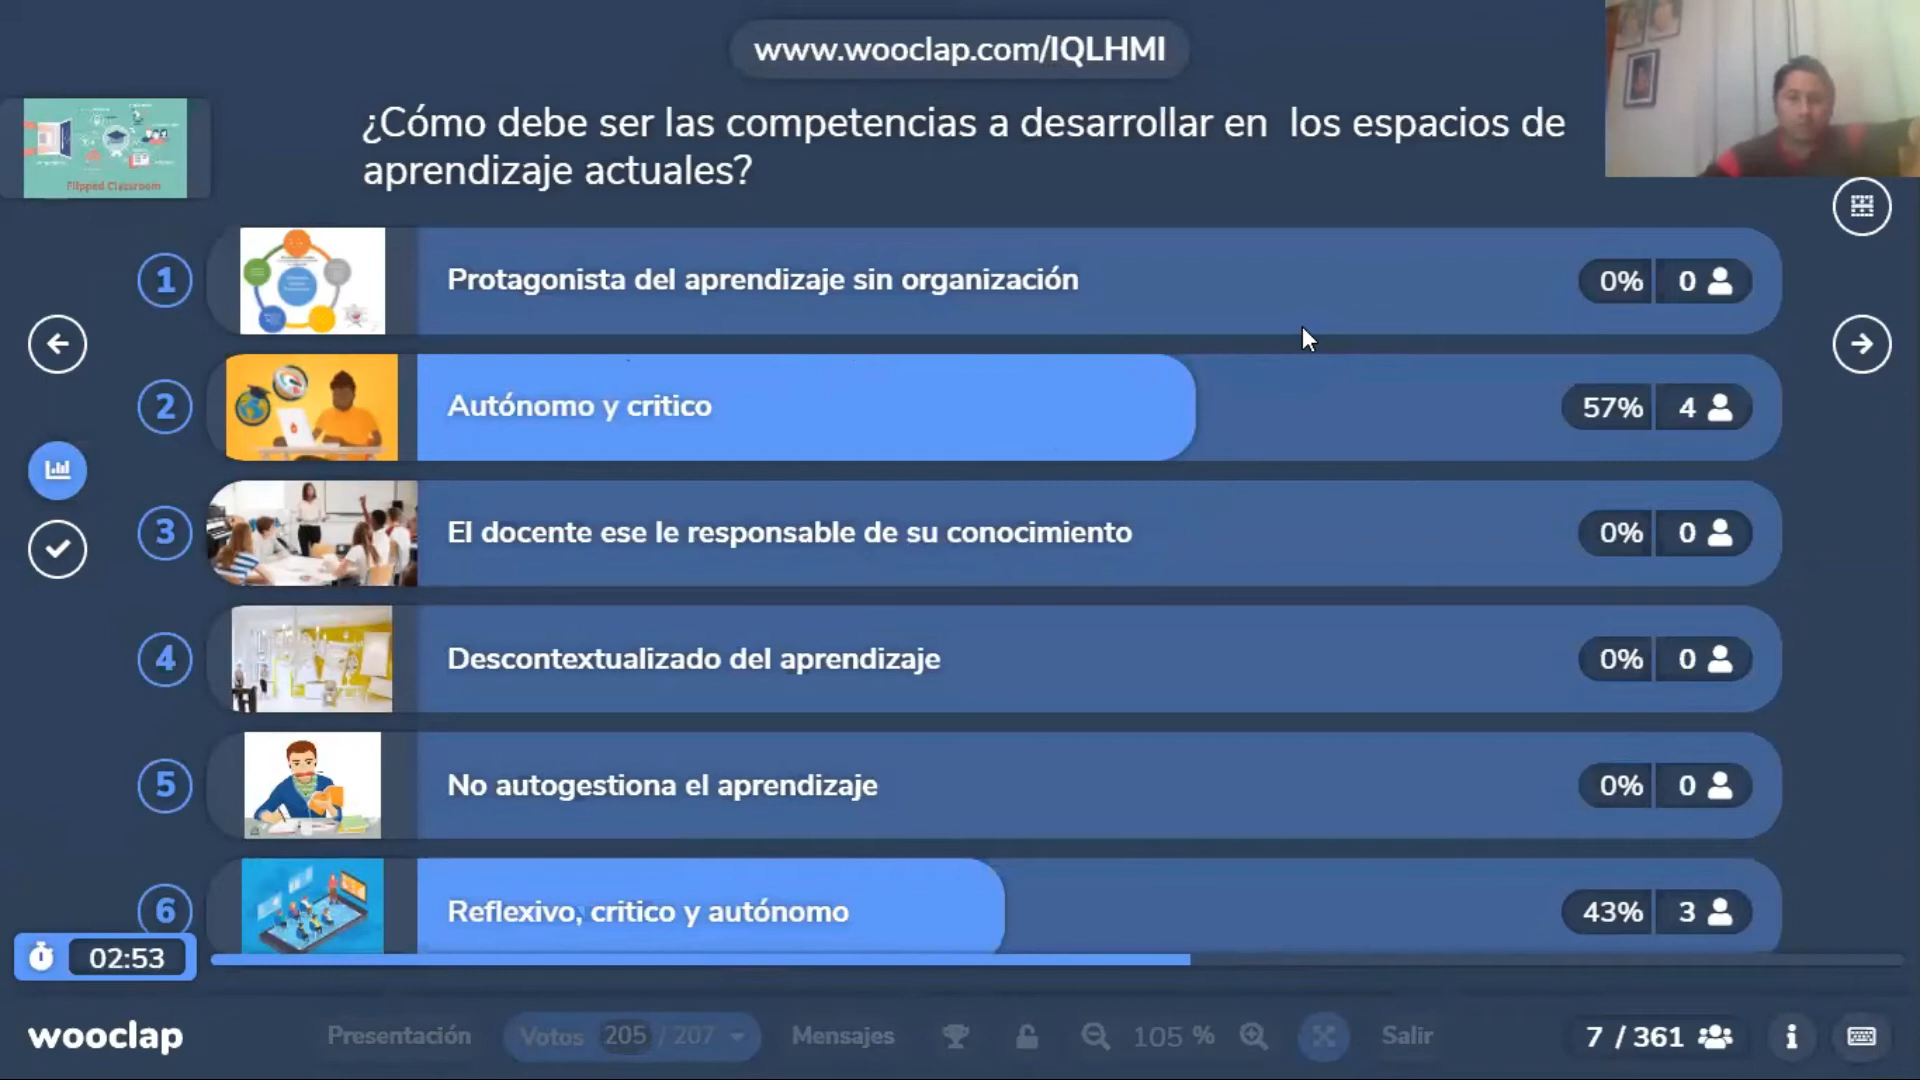 www.wooclap.com/IQLHMI
¿Cómo debe ser las competencias a desarrollar en los espacios de
aprendizaje actuales?
Flipped Classroom
1
Protagonista del aprendizaje sin organización
0% 0
2
Autónomo y critico
57% 4
3
El docente ese le responsable de su conocimiento
0% 0
4
Descontextualizado del aprendizaje
0% 0
5
No autogestiona el aprendizaje
0% 0
6
Reflexivo, critico y autónomo
43% 3
02:53
wooclap
Presentación
Votos 205 / 207
Mensajes
105 %
Salir
7 / 361